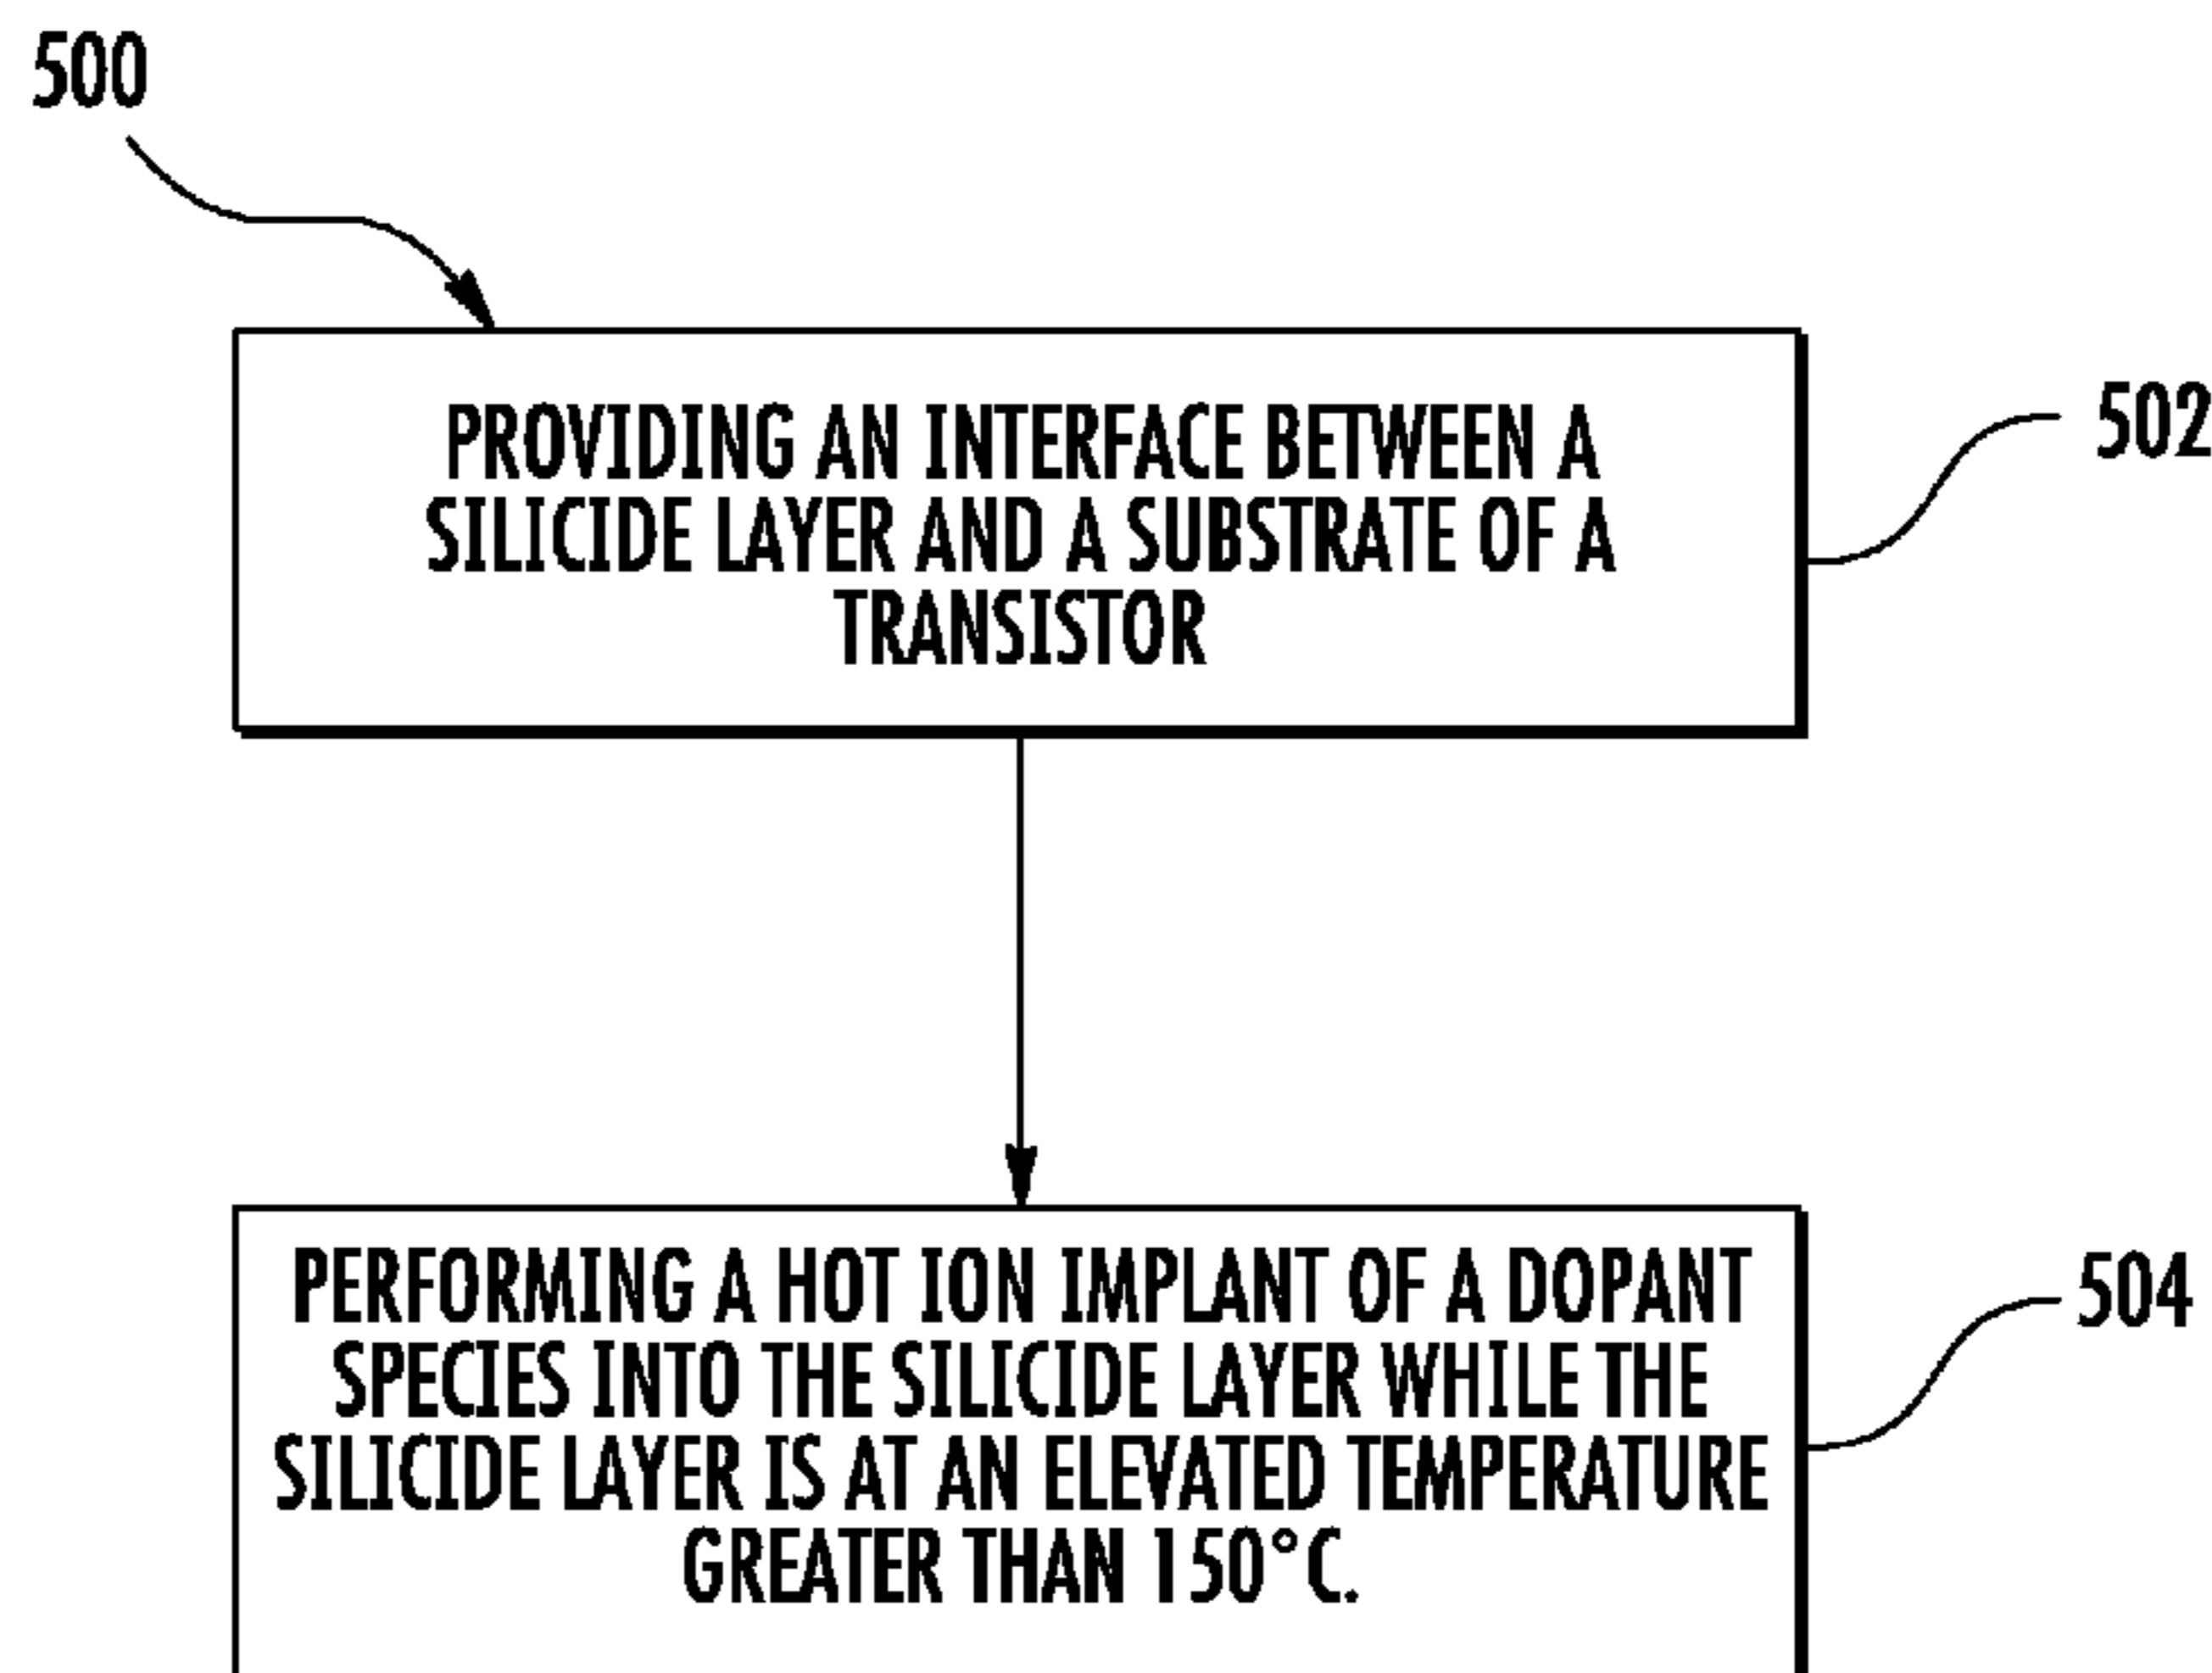 500
PROVIDING AN INTERFACE BETWEEN A
SILICIDE LAYER AND A SUBSTRATE OF A
TRANSISTOR
502
PERFORMING A HOT ION IMPLANT OF A DOPANT
SPECIES INTO THE SILICIDE LAYER WHILE THE
SILICIDE LAYER IS AT AN ELEVATED TEMPERATURE
GREATER THAN 150°C.
504